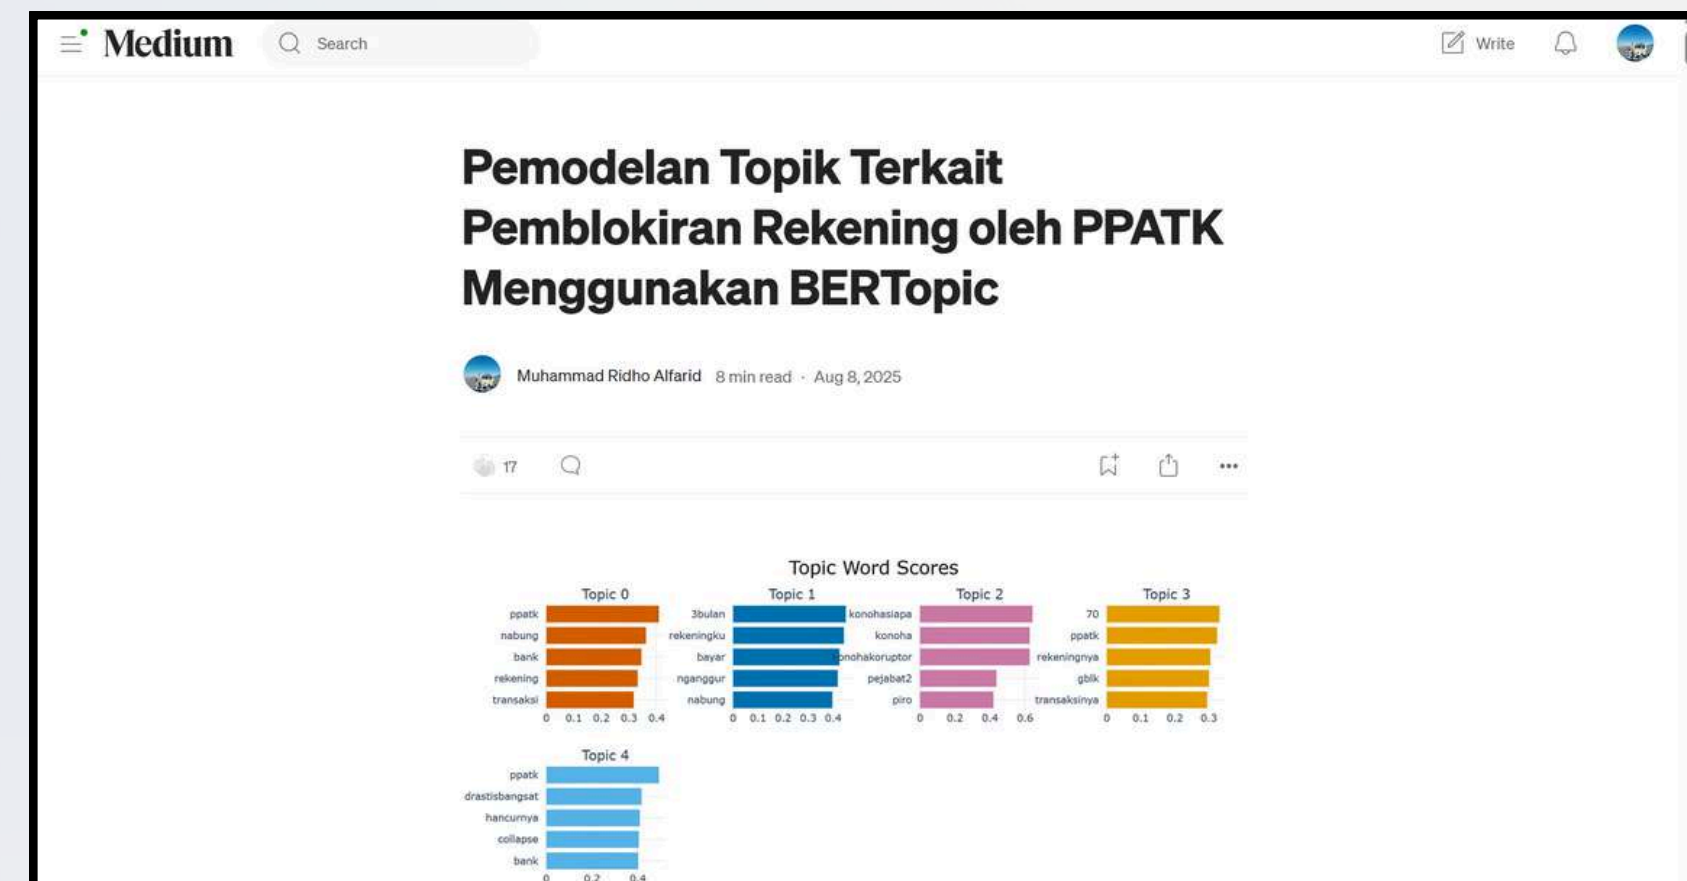 Medium
Search
Write
Pemodelan Topik Terkait
Pemblokiran Rekening oleh PPATK
Menggunakan BERTopic
Muhammad Ridho Alfarid 8 min read · Aug 8, 2025
17
Topic Word Scores
Topic 0
ppatk
nabung
bank
rekening
transaksi
0 0.1 0.2 0.3 0.4
Topic 1
3bulan
rekeningku
bayar
nganggur
nabung
0 0.1 0.2 0.3 0.4
Topic 2
konohasiapa
konoha
konohakoruptor
pejabat2
piro
0 0.2 0.4 0.6
Topic 3
70
ppatk
rekeningnya
gblk
transaksinya
0 0.1 0.2 0.3
Topic 4
ppatk
drastisbangsat
hancurnya
collapse
bank
0 0.2 0.4